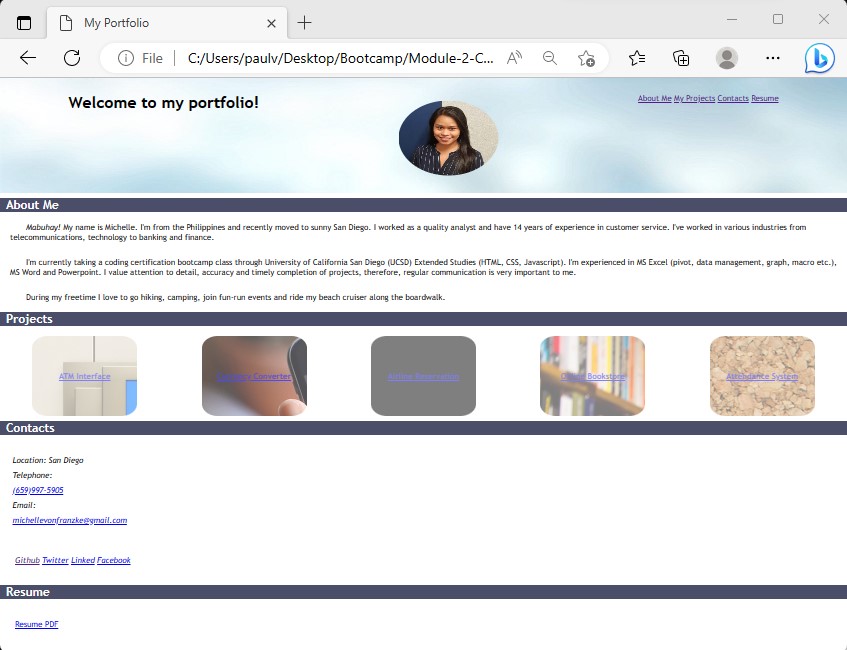 My Portfolio
File
C:/Users/paulv/Desktop/Bootcamp/Module-2-C...
Welcome to my portfolio!
About Me My Projects Contacts Resume
About Me
Mabuhay! My name is Michelle. I'm from the Philippines and recently moved to sunny San Diego. I worked as a quality analyst and have 14 years of experience in customer service. I've worked in various industries from
telecommunications, technology to banking and finance.
I'm currently taking a coding certification bootcamp class through University of California San Diego (UCSD) Extended Studies (HTML, CSS, Javascript). I'm experienced in MS Excel (pivot, data management, graph, macro etc.),
MS Word and Powerpoint. I value attention to detail, accuracy and timely completion of projects, therefore, regular communication is very important to me.
During my freetime I love to go hiking, camping, join fun-run events and ride my beach cruiser along the boardwalk.
Projects
ATM Interface
Converter
Reservation
Bookstore
Attendance System
Contacts
Location: San Diego
Telephone:
(659)997-5905
Email:
michellevonfranzke@gmail.com
Github Twitter Linked Facebook
Resume
Resume PDF